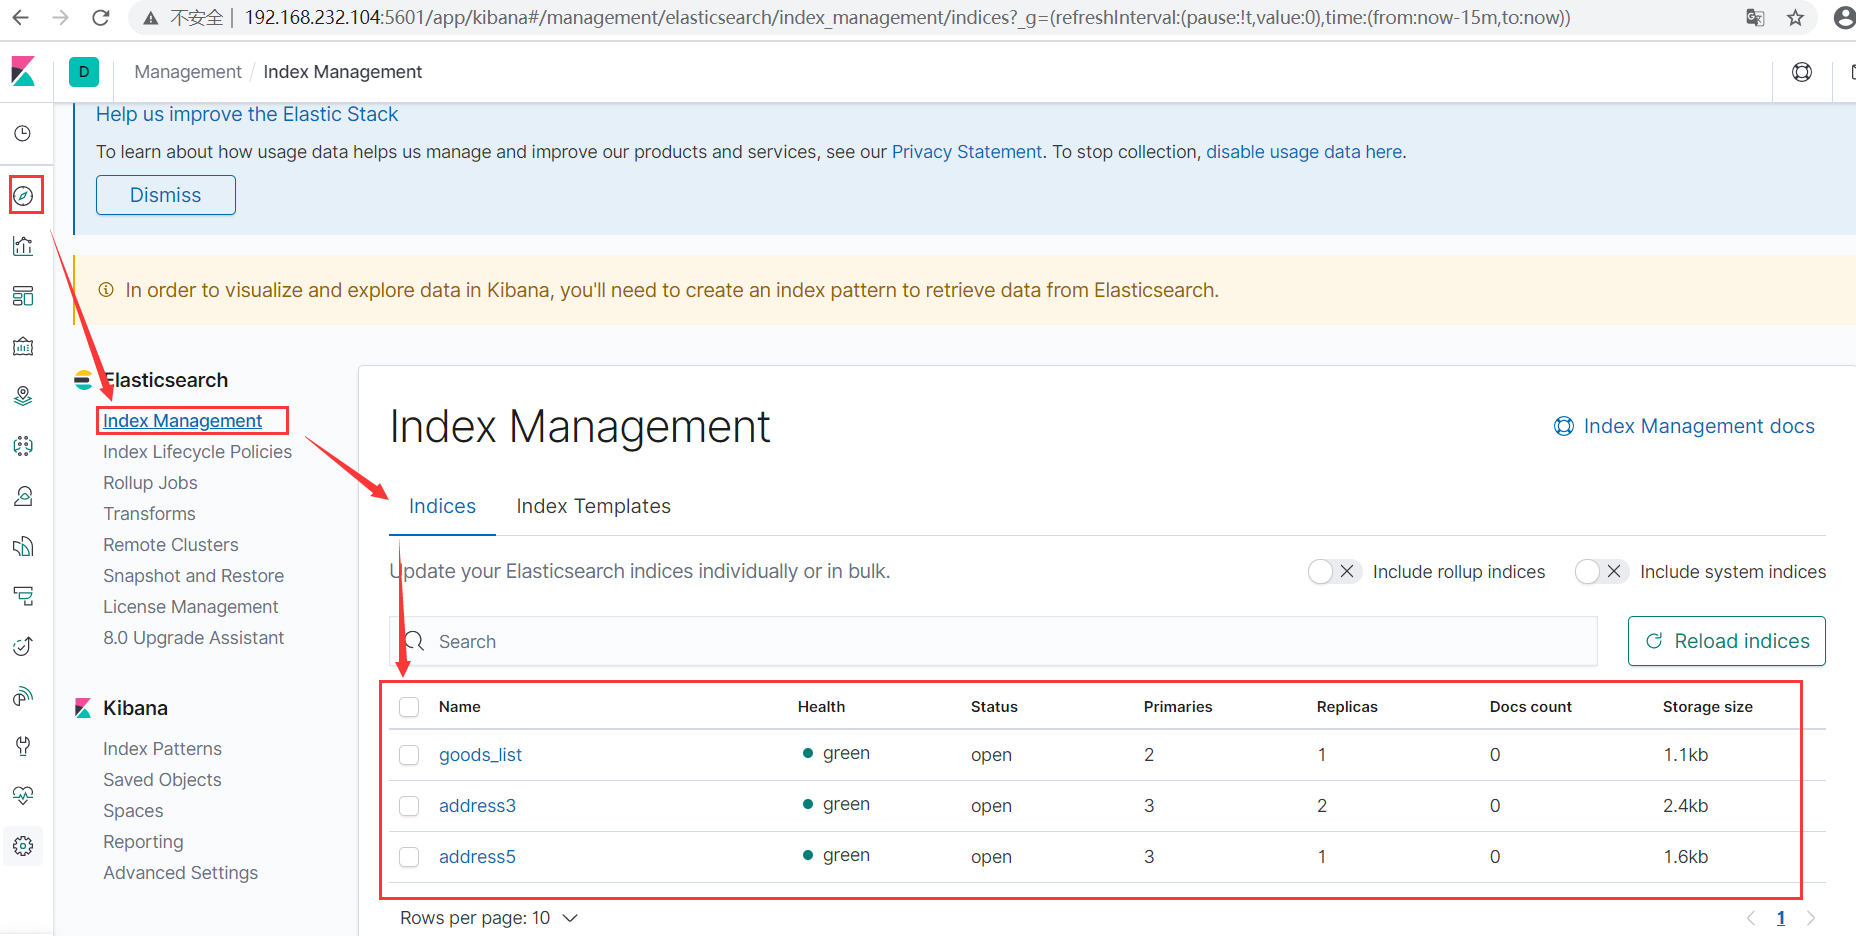 不安全 | 192.168.232.104:5601/app/kibana#/management/elasticsearch/index_management/indices?_g=(refreshInterval:(pause:!t,value:0),time:(from:now-15m,to:now))
D Management / Index Management
Help us improve the Elastic Stack
To learn about how usage data helps us manage and improve our products and services, see our Privacy Statement. To stop collection, disable usage data here.
Dismiss
In order to visualize and explore data in Kibana, you'll need to create an index pattern to retrieve data from Elasticsearch.
Elasticsearch
Index Management
Index Lifecycle Policies
Rollup Jobs
Transforms
Remote Clusters
Snapshot and Restore
License Management
8.0 Upgrade Assistant
Kibana
Index Patterns
Saved Objects
Spaces
Reporting
Advanced Settings
Index Management
Index Management docs
Indices Index Templates
Update your Elasticsearch indices individually or in bulk.
Include rollup indices Include system indices
Search
Reload indices
Name Health Status Primaries Replicas Docs count Storage size
goods_list green open 2 1 0 1.1kb
address3 green open 3 2 0 2.4kb
address5 green open 3 1 0 1.6kb
Rows per page: 10
1